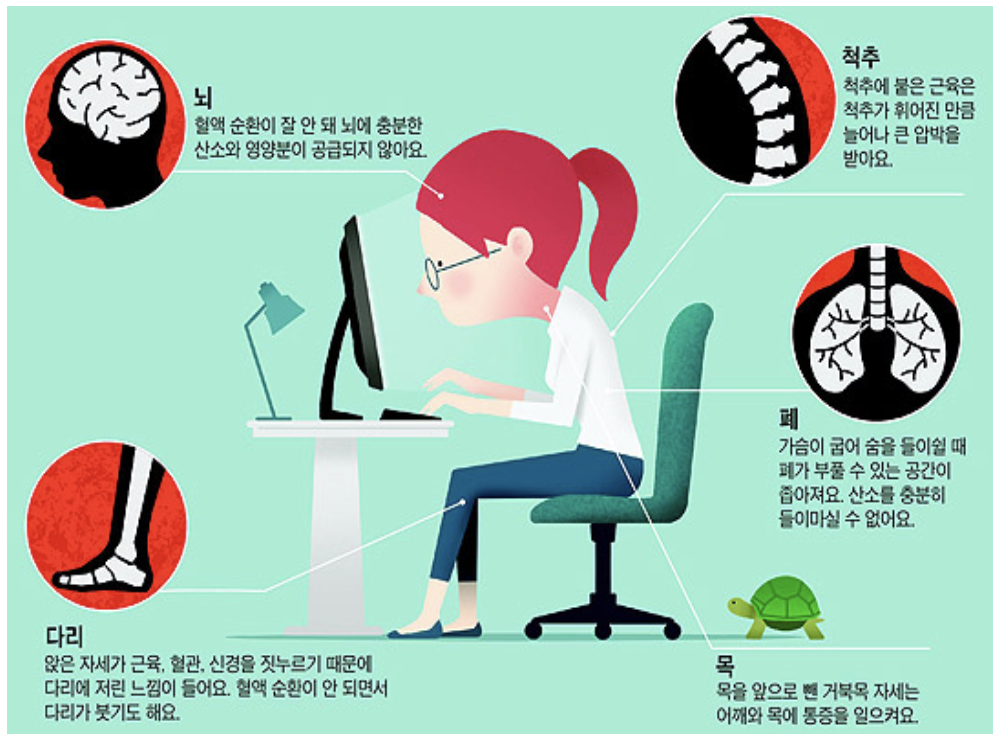 뇌
혈액 순환이 잘 안 돼 뇌에 충분한
산소와 영양분이 공급되지 않아요.
척추
척추에 붙은 근육은
척추가 휘어진 만큼
늘어나 큰 압박을
받아요.
폐
가슴이 굽어 숨을 들이쉴 때
폐가 부풀 수 있는 공간이
좁아져요. 산소를 충분히
들이마실 수 없어요.
다리
앉은 자세가 근육, 혈관, 신경을 짓누르기 때문에
다리에 저린 느낌이 들어요. 혈액 순환이 안 되면서
다리가 붓기도 해요.
목
목을 앞으로 뺀 거북목 자세는
어깨와 목에 통증을 일으켜요.